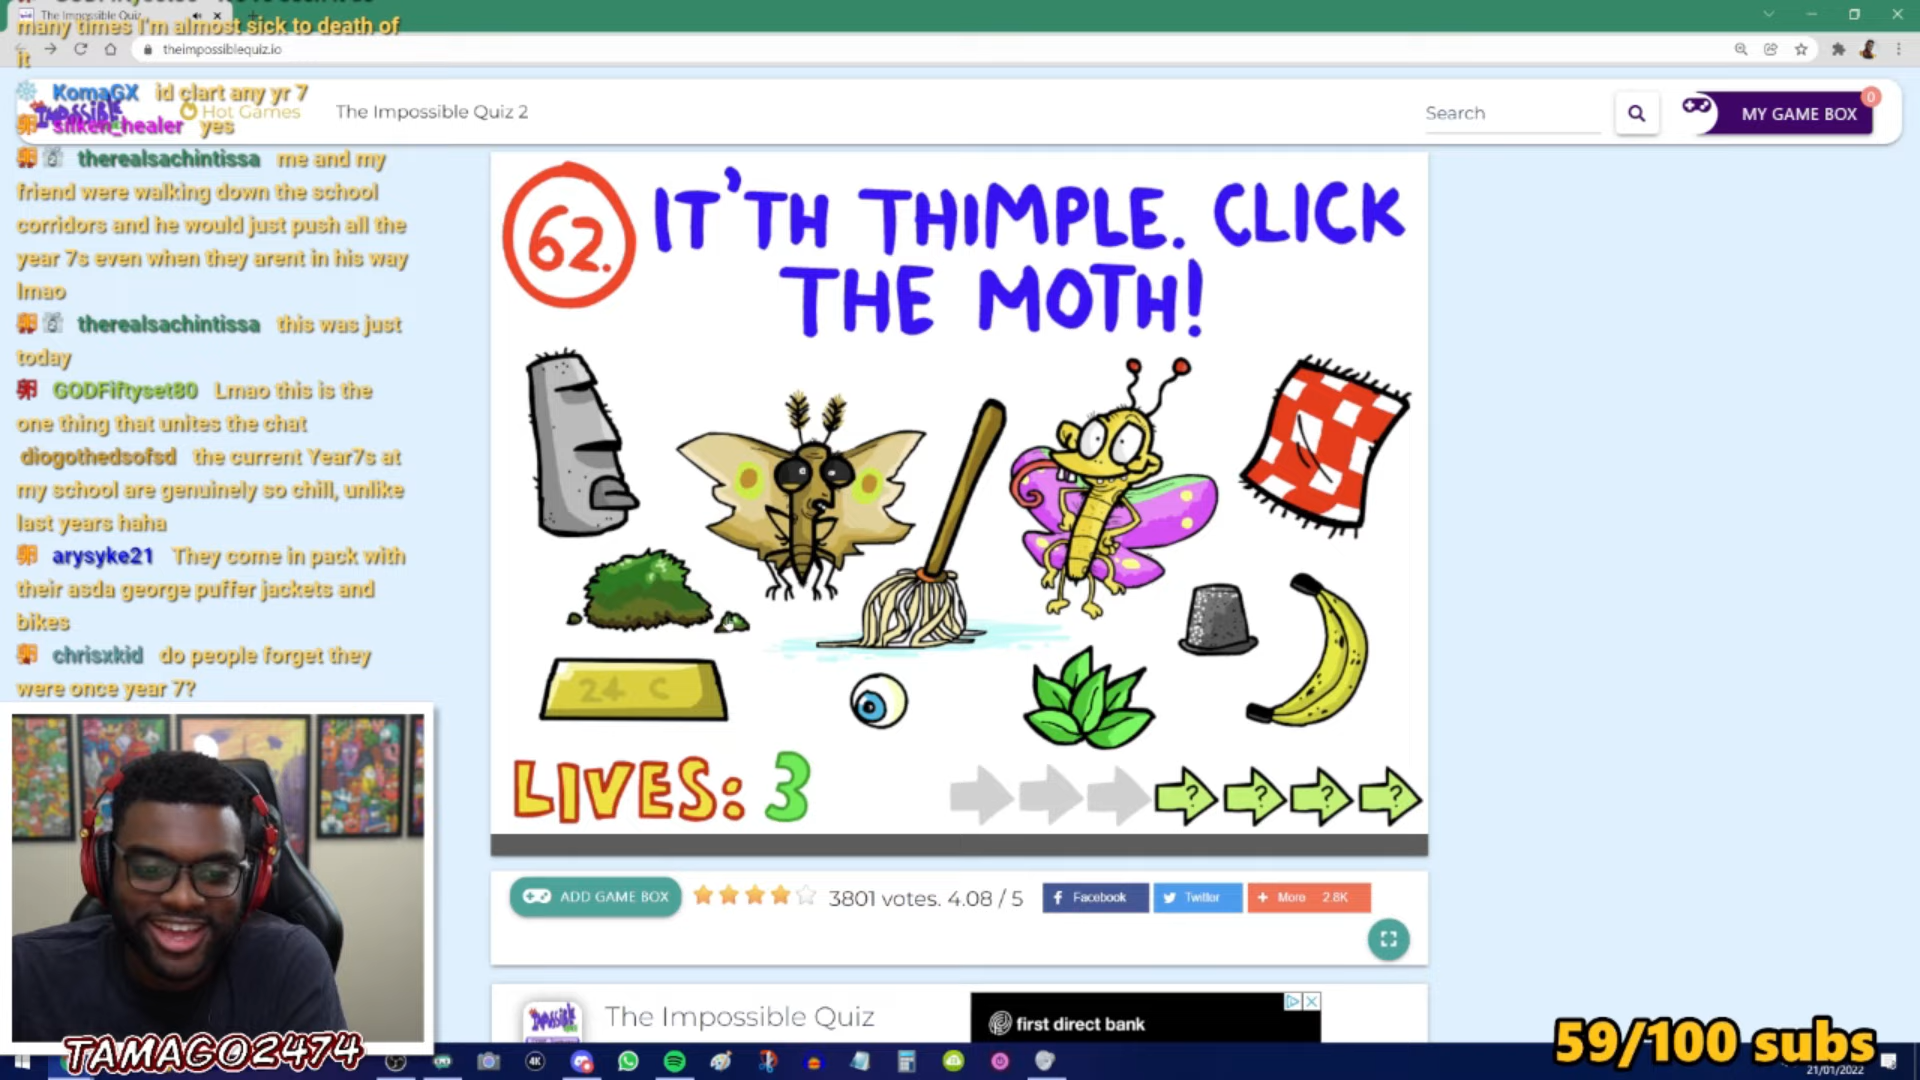 The Impossible Quiz
many times I'm almost sick to death of
it
theimpossiblequiz.io
KomaGX id clart any yr 7
IMPOSSIBLE
Hot Games
The Impossible Quiz 2
Search
MY GAME BOX
0
silken_healer yes
therealsachintissa me and my
friend were walking down the school
corridors and he would just push all the
year 7s even when they arent in his way
lmao
therealsachintissa this was just
today
GODFiftyset80 Lmao this is the
one thing that unites the chat
diogothedsofsd the current Year7s at
my school are genuinely so chill, unlike
last years haha
arysyke21 They come in pack with
their asda george puffer jackets and
bikes
chrisxkid do people forget they
were once year 7?
62.
IT'TH THIMPLE. CLICK
THE MOTH!
24 C
LIVES: 3
? ? ? ?
ADD GAME BOX
3801 votes. 4.08 / 5
Facebook
Twitter
+ More 2.8K
IMPOSSIBLE
The Impossible Quiz
first direct bank
TAMAGO2474
4K
59/100 subs
21/01/2022